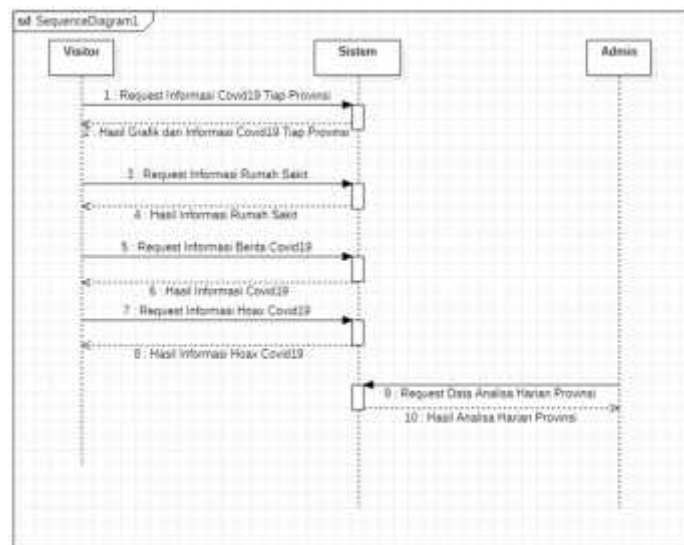 sd SequenceDiagram1
Visitor
Sistem
Admin
1 : Request Informasi Covid19 Tiap Provinsi
2 : Hasil Grafik dan Informasi Covid19 Tiap Provinsi
3 : Request Informasi Rumah Sakit
4 : Hasil Informasi Rumah Sakit
5 : Request Informasi Berita Covid19
6 : Hasil Informasi Covid19
7 : Request Informasi Hoax Covid19
8 : Hasil Informasi Hoax Covid19
9 : Request Data Analisa Harian Provinsi
10 : Hasil Analisa Harian Provinsi